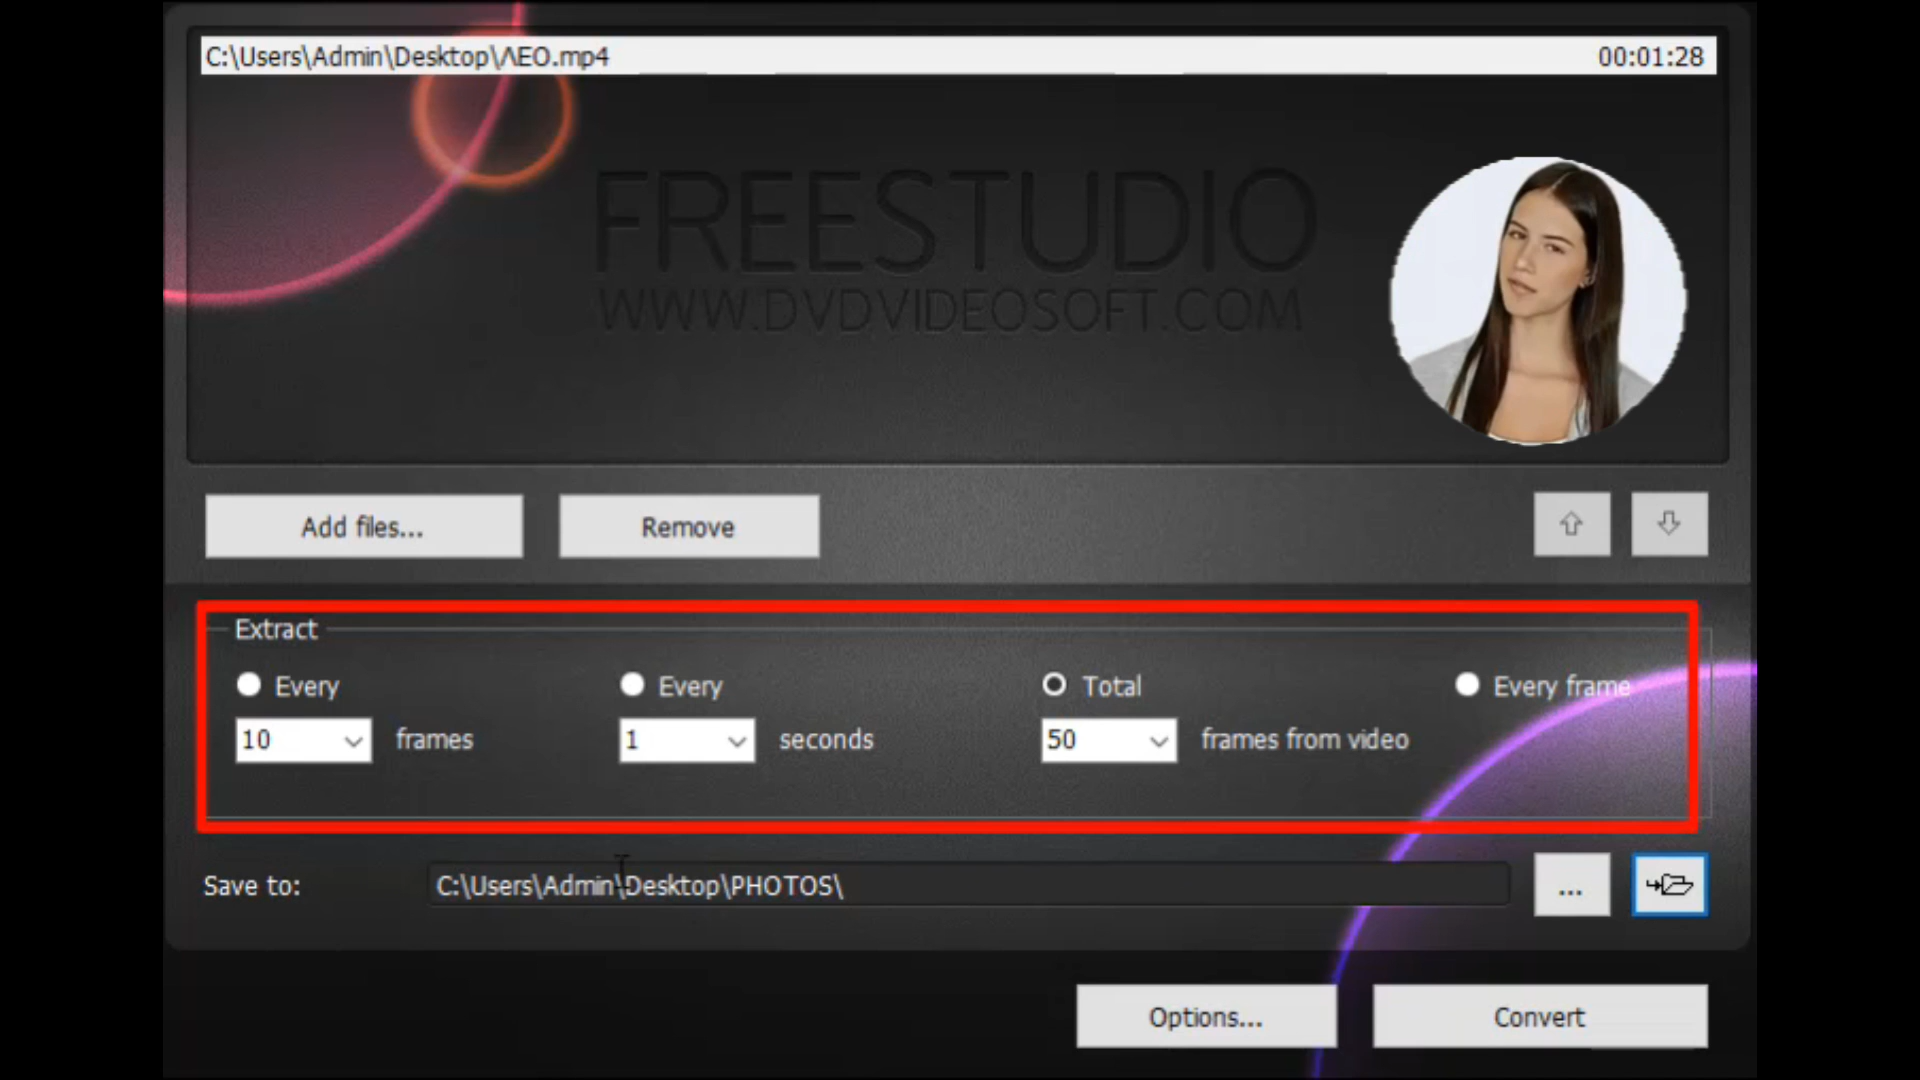 C:\Users\Admin\Desktop\ΛEO.mp4 00:01:28
FREESTUDIO
WWW.DVDVIDEOSOFT.COM
Add files... Remove
Extract
Every Every Total Every frame
10 frames 1 seconds 50 frames from video
Save to: C:\Users\Admin\Desktop\PHOTOS\ ...
Options... Convert